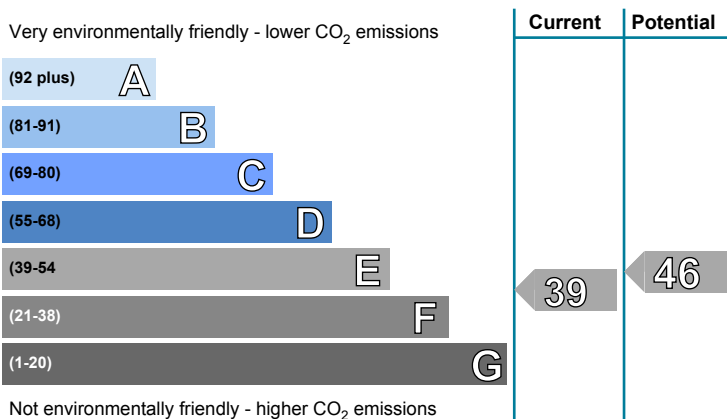 Very environmentally friendly - lower CO₂ emissions
Current
Potential
(92 plus) A
(81-91) B
(69-80) C
(55-68) D
(39-54 E
(21-38) F
(1-20) G
39
46
Not environmentally friendly - higher CO₂ emissions